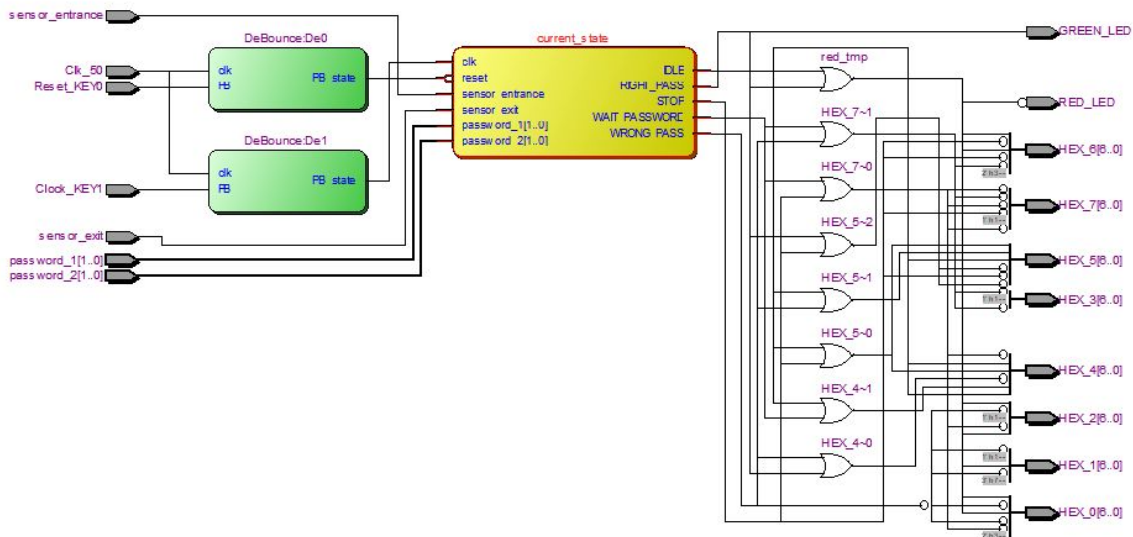 sensor_entrance
Clk_50
Reset_KEY0
Clock_KEY1
sensor_exit
password_1[1..0]
password_2[1..0]
DeBounce:De0
clk
PB
PB_state
DeBounce:De1
clk
PB
PB_state
current_state
clk
reset
sensor_entrance
sensor_exit
password_1[1..0]
password_2[1..0]
IDLE
RIGHT_PASS
STOP
WAIT_PASSWORD
WRONG_PASS
red_tmp
HEX_7~1
HEX_7~0
HEX_5~2
HEX_5~1
HEX_5~0
HEX_4~1
HEX_4~0
GREEN_LED
RED_LED
HEX_6[6..0]
HEX_7[6..0]
HEX_5[6..0]
HEX_3[6..0]
HEX_4[6..0]
HEX_2[6..0]
HEX_1[6..0]
HEX_0[6..0]